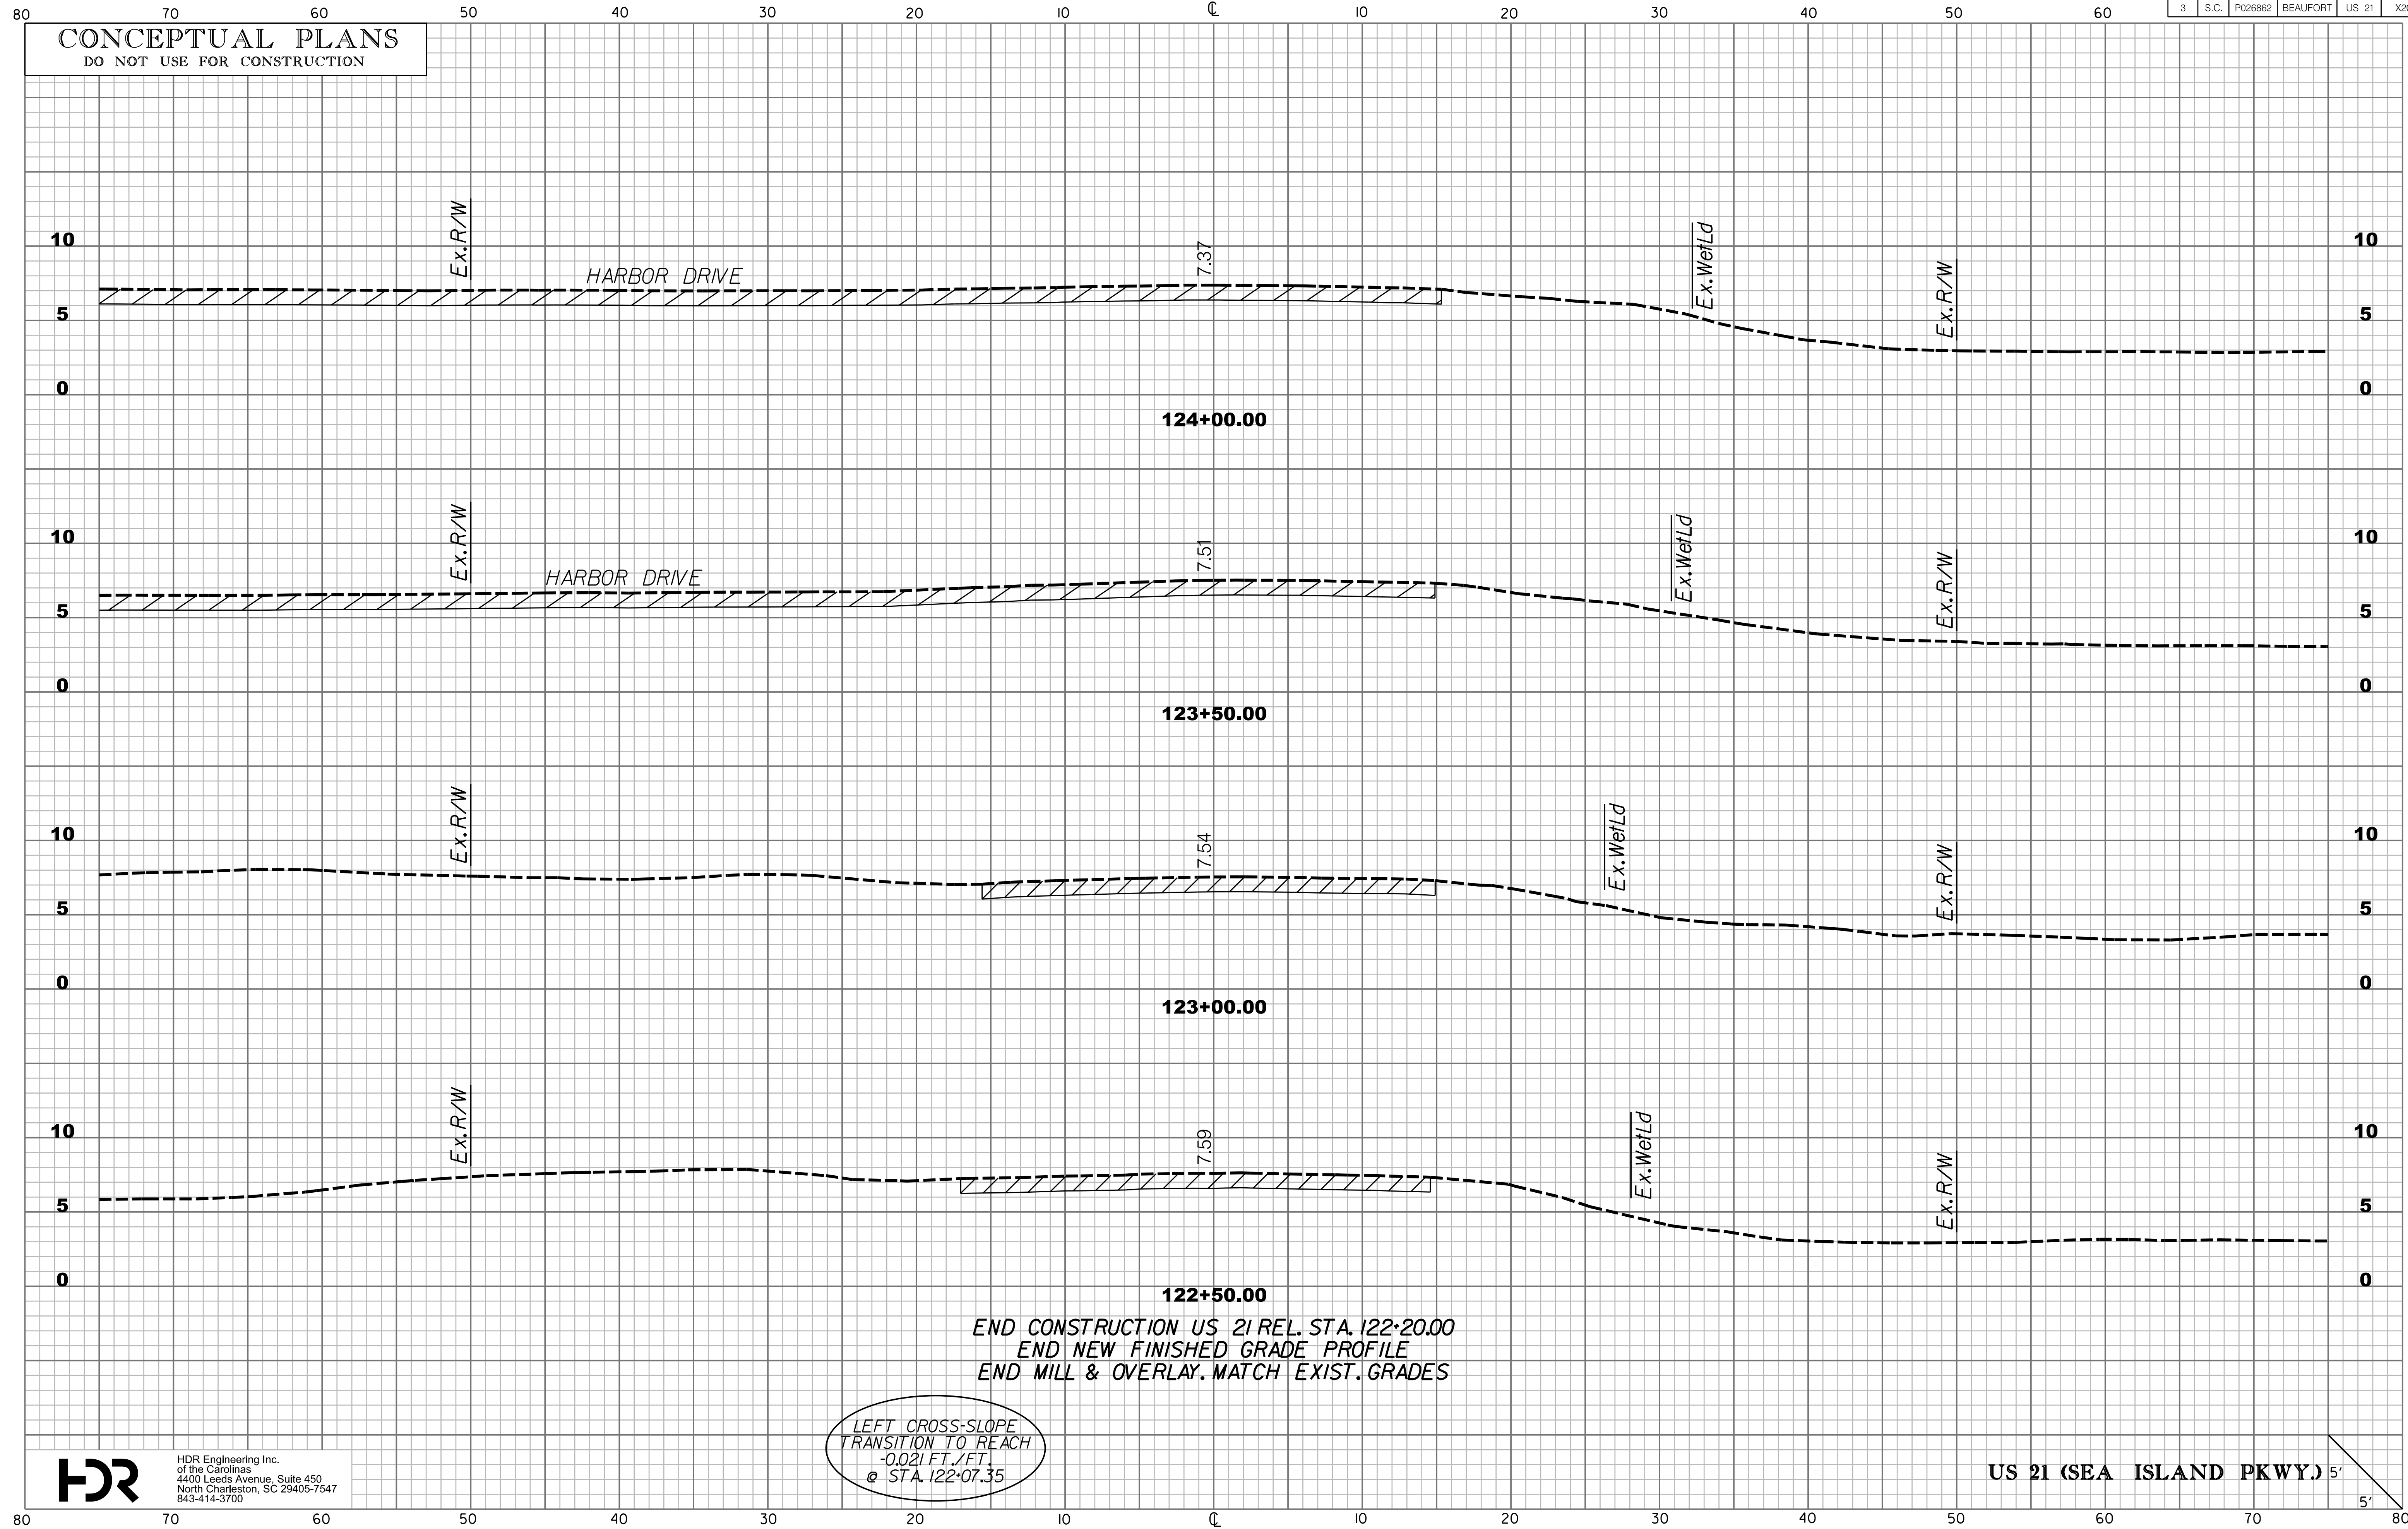 80 70 60 50 40 30 20 10 ℄ 10 20 30 40 50 60
3 S.C. P026862 BEAUFORT US 21
CONCEPTUAL PLANS
DO NOT USE FOR CONSTRUCTION
Ex.R/W
HARBOR DRIVE
7.37
Ex.WetLd
Ex.R/W
10 10
5 5
0 0
124+00.00
Ex.R/W
HARBOR DRIVE
7.51
Ex.WetLd
Ex.R/W
10 10
5 5
0 0
123+50.00
Ex.R/W
7.54
Ex.WetLd
Ex.R/W
10 10
5 5
0 0
123+00.00
Ex.R/W
7.59
Ex.WetLd
Ex.R/W
10 10
5 5
0 0
122+50.00
END CONSTRUCTION US 21 REL. STA. 122+20.00
END NEW FINISHED GRADE PROFILE
END MILL & OVERLAY. MATCH EXIST. GRADES
LEFT CROSS-SLOPE
TRANSITION TO REACH
-0.021 FT./FT.
@ STA. 122+07.35
HDR
HDR Engineering Inc.
of the Carolinas
4400 Leeds Avenue, Suite 450
North Charleston, SC 29405-7547
843-414-3700
US 21 (SEA ISLAND PKWY.)
5'
5'
80 70 60 50 40 30 20 10 ℄ 10 20 30 40 50 60 70 80